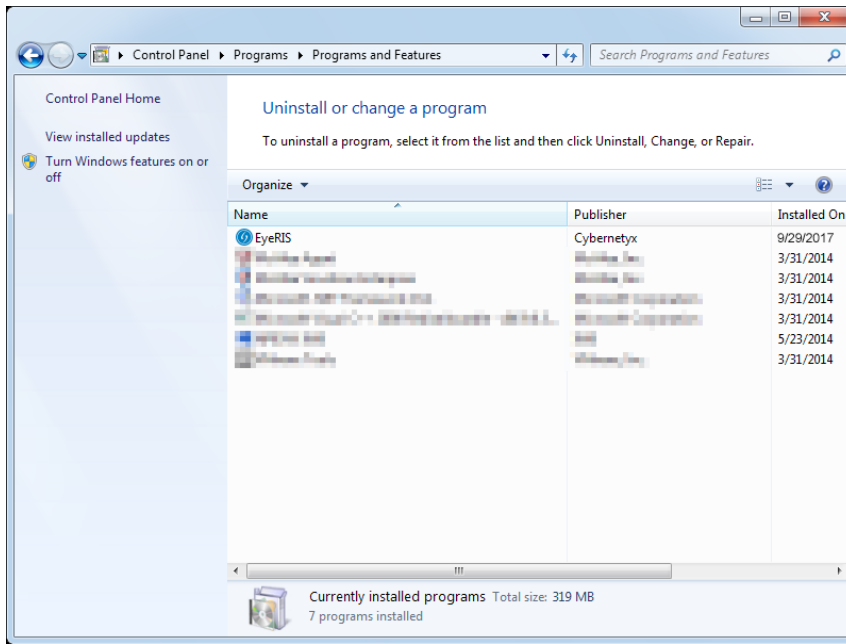 Control Panel Programs Programs and Features Search Programs and Features
Control Panel Home
View installed updates
Turn Windows features on or
off
Uninstall or change a program
To uninstall a program, select it from the list and then click Uninstall, Change, or Repair.
Organize
Name Publisher Installed On
EyeRIS Cybernetyx 9/29/2017
3/31/2014
3/31/2014
3/31/2014
3/31/2014
5/23/2014
3/31/2014
Currently installed programs Total size: 319 MB
7 programs installed